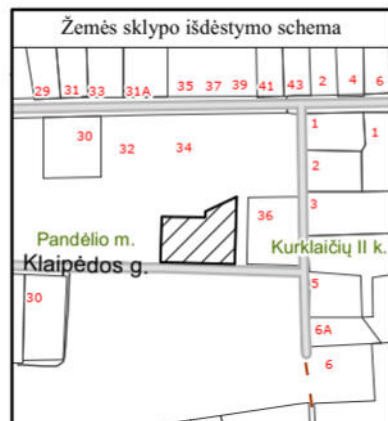 Žemės sklypo išdėstymo schema
29 31 33 31A 35 37 39 41 43 2 4 6
30 32 34 1 1
2
36 3
Pandėlio m. Kurklaičių II k.
Klaipėdos g.
30 5
6A
6